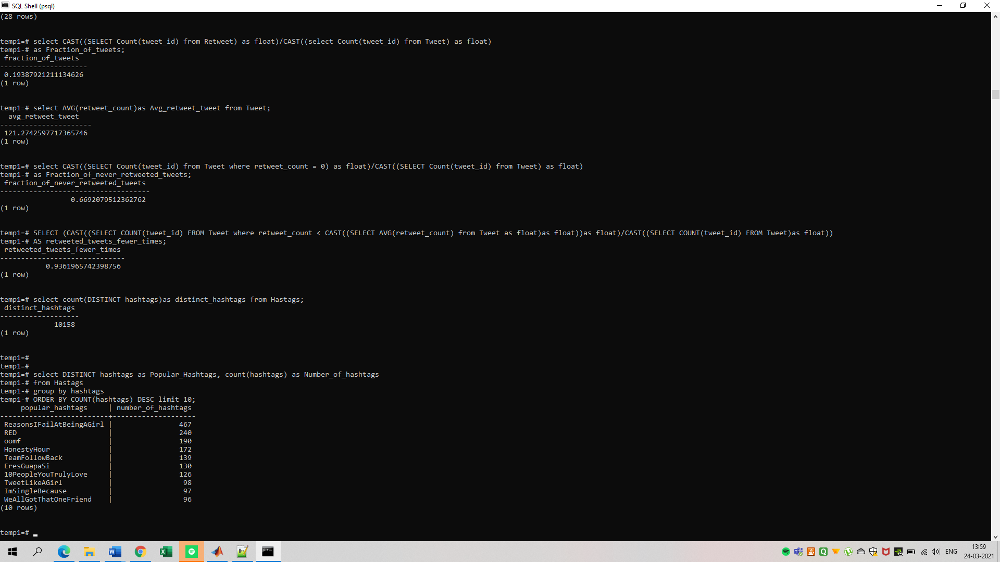 SQL Shell (psql)
(28 rows)
temp1=# select CAST((SELECT Count(tweet_id) from Retweet) as float)/CAST((select Count(tweet_id) from Tweet) as float)
temp1-# as Fraction_of_tweets;
 fraction_of_tweets
---------------------
 0.19387921211134626
(1 row)
temp1=# select AVG(retweet_count)as Avg_retweet_tweet from Tweet;
  avg_retweet_tweet
----------------------
 121.2742597717365746
(1 row)
temp1=# select CAST((SELECT Count(tweet_id) from Tweet where retweet_count = 0) as float)/CAST((SELECT Count(tweet_id) from Tweet) as float)
temp1-# as Fraction_of_never_retweeted_tweets;
 fraction_of_never_retweeted_tweets
------------------------------------
                 0.6692079512362762
(1 row)
temp1=# SELECT (CAST((SELECT COUNT(tweet_id) FROM Tweet where retweet_count < CAST((SELECT AVG(retweet_count) from Tweet as float)as float))as float)/CAST((SELECT COUNT(tweet_id) FROM Tweet)as float))
temp1-# AS retweeted_tweets_fewer_times;
 retweeted_tweets_fewer_times
------------------------------
           0.9361965742398756
(1 row)
temp1=# select count(DISTINCT hashtags)as distinct_hashtags from Hastags;
 distinct_hashtags
-------------------
             10158
(1 row)
temp1=#
temp1=#
temp1=# select DISTINCT hashtags as Popular_Hashtags, count(hashtags) as Number_of_hashtags
temp1-# from Hastags
temp1-# group by hashtags
temp1-# ORDER BY COUNT(hashtags) DESC limit 10;
     popular_hashtags     | number_of_hashtags
--------------------------+--------------------
 ReasonsIFailAtBeingAGirl |                467
 RED                      |                240
 oomf                     |                190
 HonestyHour              |                172
 TeamFollowBack           |                139
 EresGuapaSi              |                130
 10PeopleYouTrulyLove     |                126
 TweetLikeAGirl           |                 98
 ImSingleBecause          |                 97
 WeAllGotThatOneFriend    |                 96
(10 rows)
temp1=#
ENG
13:59
24-03-2021